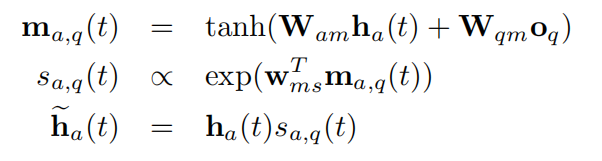 m_{a,q}(t) = tanh(W_{am}h_a(t) + W_{qm}o_q)
s_{a,q}(t) ∝ exp(w_{ms}^T m_{a,q}(t))
h̃_a(t) = h_a(t)s_{a,q}(t)